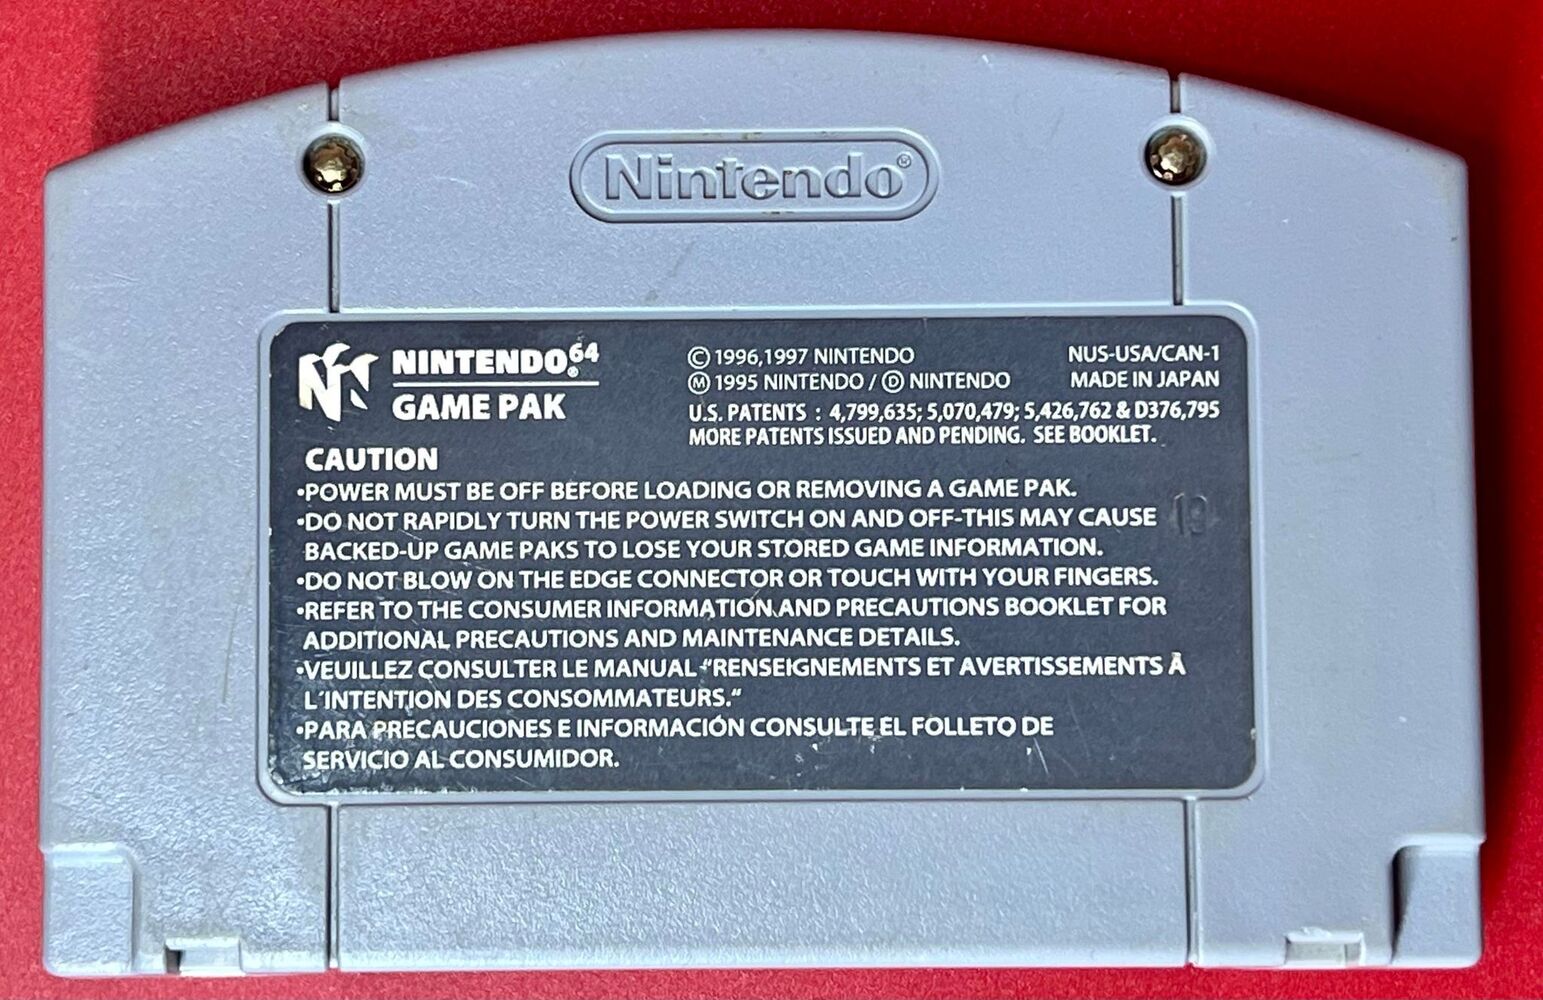 Nintendo®
NINTENDO®64
GAME PAK
© 1996,1997 NINTENDO
Ⓜ 1995 NINTENDO / Ⓓ NINTENDO
NUS-USA/CAN-1
MADE IN JAPAN
U.S. PATENTS : 4,799,635; 5,070,479; 5,426,762 & D376,795
MORE PATENTS ISSUED AND PENDING. SEE BOOKLET.
CAUTION
•POWER MUST BE OFF BEFORE LOADING OR REMOVING A GAME PAK.
•DO NOT RAPIDLY TURN THE POWER SWITCH ON AND OFF-THIS MAY CAUSE
BACKED-UP GAME PAKS TO LOSE YOUR STORED GAME INFORMATION.
•DO NOT BLOW ON THE EDGE CONNECTOR OR TOUCH WITH YOUR FINGERS.
•REFER TO THE CONSUMER INFORMATION AND PRECAUTIONS BOOKLET FOR
ADDITIONAL PRECAUTIONS AND MAINTENANCE DETAILS.
•VEUILLEZ CONSULTER LE MANUAL "RENSEIGNEMENTS ET AVERTISSEMENTS À
L'INTENTION DES CONSOMMATEURS."
•PARA PRECAUCIONES E INFORMACIÓN CONSULTE EL FOLLETO DE
SERVICIO AL CONSUMIDOR.